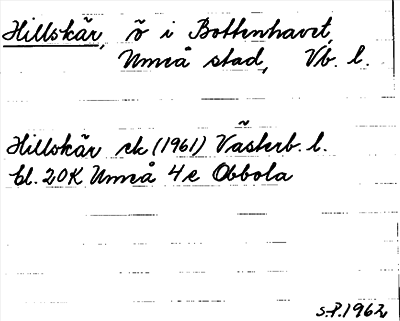 Hillskär, ö i Bottenhavet,
Umeå stad, Vb. l.
Hillskär ek (1961) Västerb. l.
bl. 20K Umeå 4e Obbola
S.P. 1962